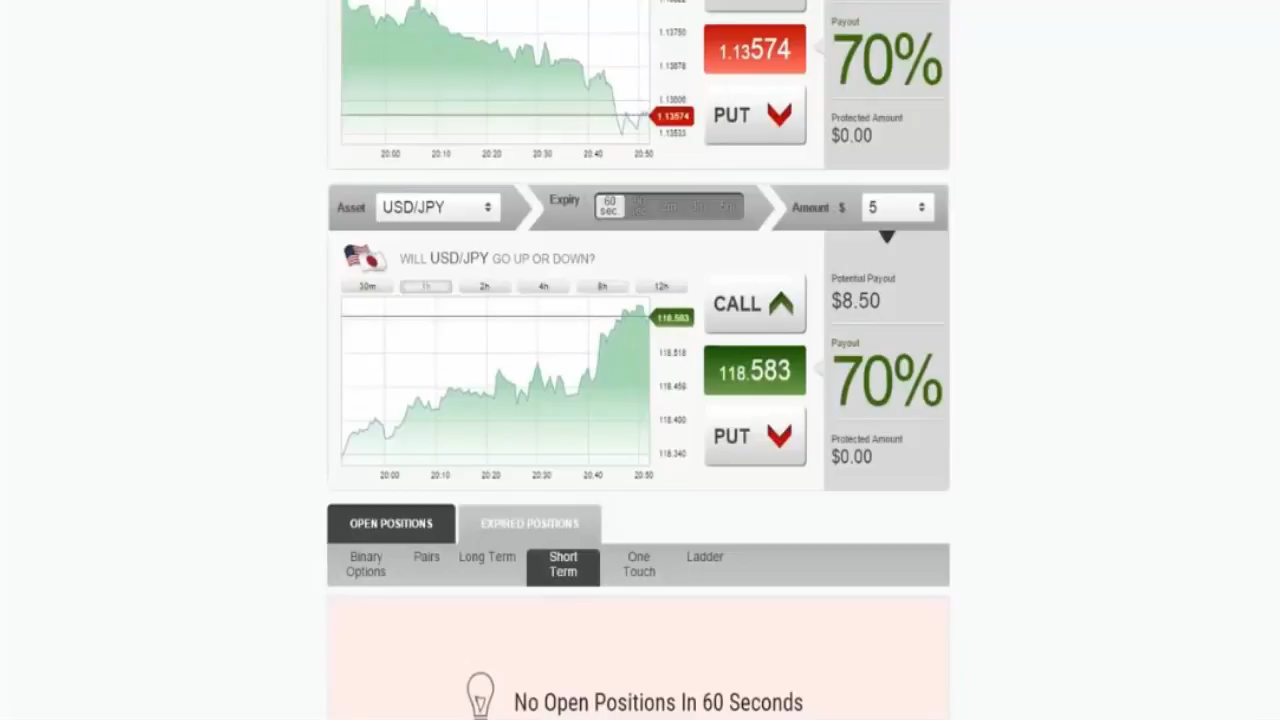 1.13750
1.13574
Payout
70%
1.13678
1.13606
PUT
1.13574
Protected Amount
$0.00
1.13533
20:00 20:10 20:20 20:30 20:40 20:50
Asset USD/JPY Expiry 60 sec. Amount $ 5
WILL USD/JPY GO UP OR DOWN?
30m 1h 2h 4h 8h 12h
Potential Payout
$8.50
CALL
118.583
118.583
Payout
70%
118.518
118.400
118.340
PUT
Protected Amount
$0.00
20:00 20:10 20:20 20:30 20:40 20:50
OPEN POSITIONS EXPIRED POSITIONS
Binary Options Pairs Long Term Short Term One Touch Ladder
No Open Positions In 60 Seconds